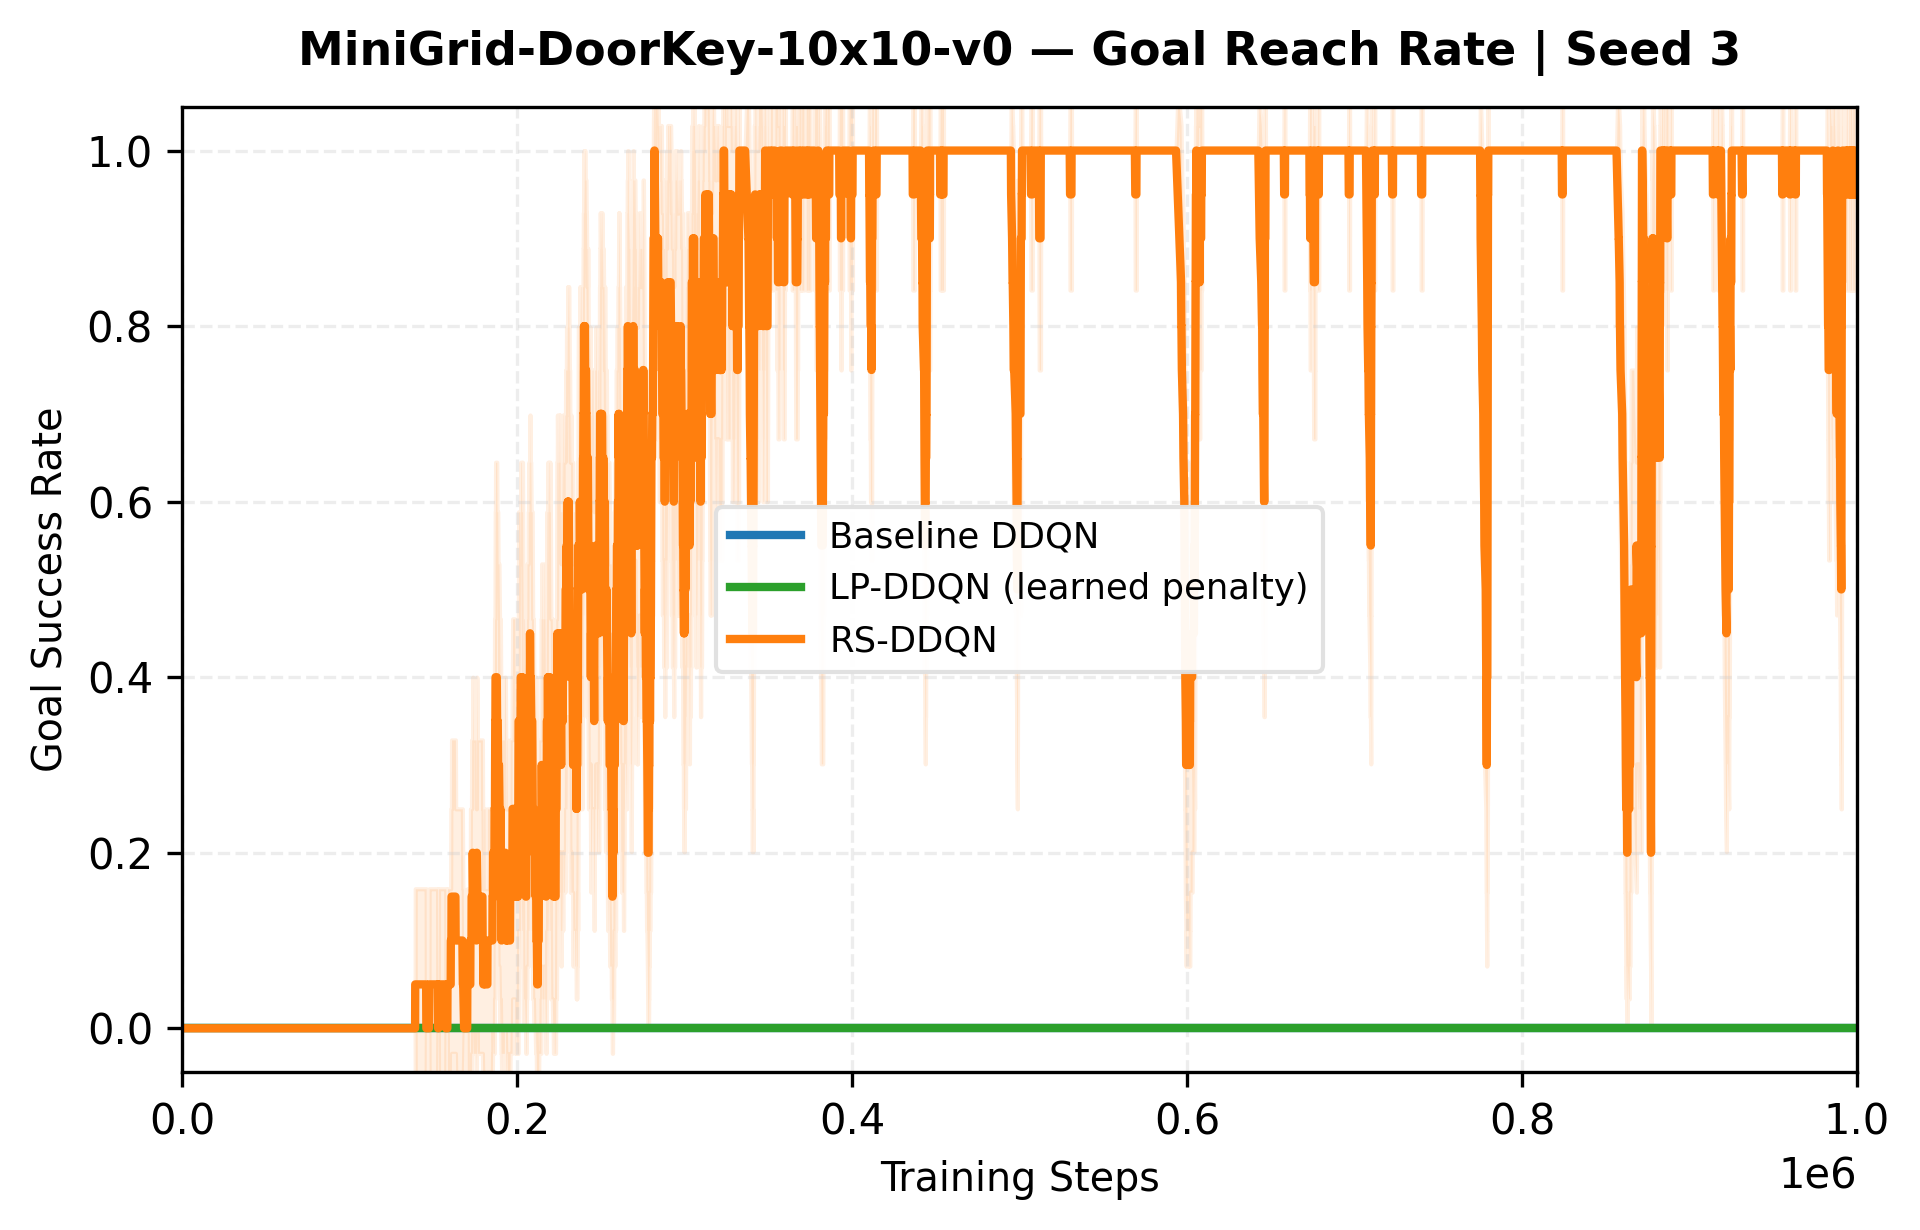 MiniGrid-DoorKey-10x10-v0 — Goal Reach Rate | Seed 3
Goal Success Rate
1.0
0.8
0.6
0.4
0.2
0.0
Baseline DDQN
LP-DDQN (learned penalty)
RS-DDQN
0.0 0.2 0.4 0.6 0.8 1.0
Training Steps
1e6